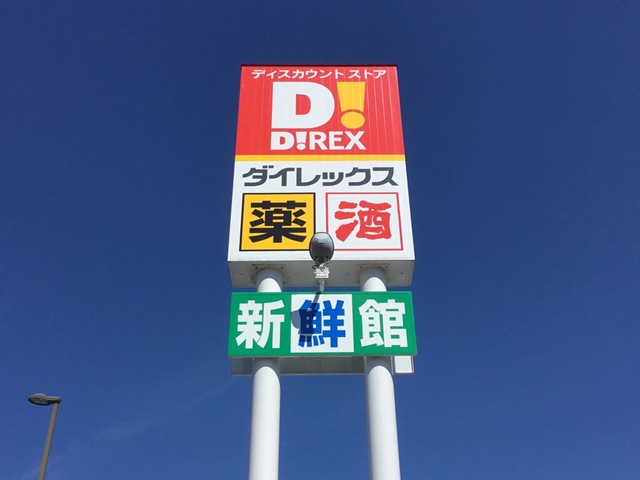 ディスカウント ストア
D!
D!REX
ダイレックス
薬 酒
新鮮館